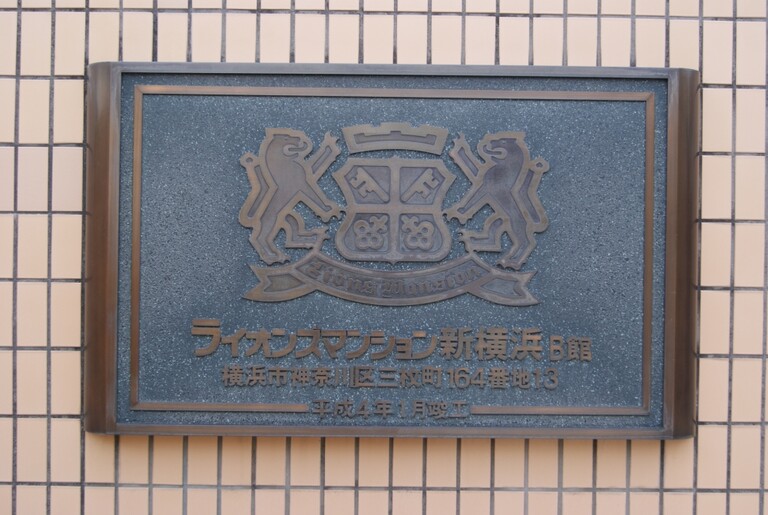 Lions Mansion
ライオンズマンション新横浜B館
横浜市神奈川区三枚町164番地13
平成4年1月竣工